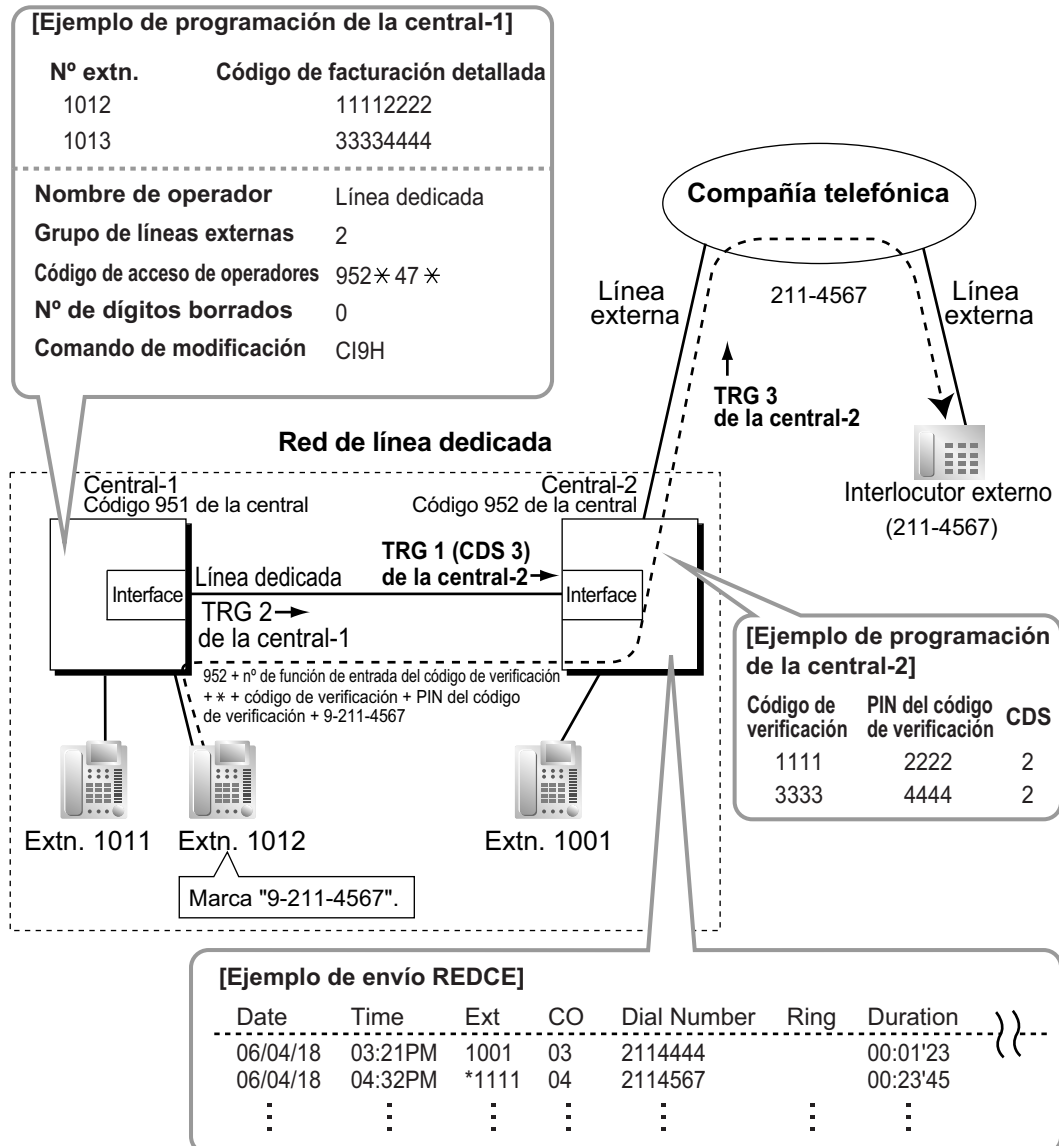 [Ejemplo de programación de la central-1]
Nº extn. Código de facturación detallada
1012 11112222
1013 33334444
Nombre de operador Línea dedicada
Grupo de líneas externas 2
Código de acceso de operadores 952✳47✳
Nº de dígitos borrados 0
Comando de modificación CI9H
Compañía telefónica
Línea externa
211-4567
Línea externa
TRG 3
de la central-2
Interlocutor externo
(211-4567)
Red de línea dedicada
Central-1
Código 951 de la central
Central-2
Código 952 de la central
Interface
Línea dedicada
TRG 1 (CDS 3)
de la central-2
Interface
TRG 2
de la central-1
952 + nº de función de entrada del código de verificación
+ ✳ + código de verificación + PIN del código
de verificación + 9-211-4567
[Ejemplo de programación
de la central-2]
Código de verificación PIN del código de verificación CDS
1111 2222 2
3333 4444 2
Extn. 1011
Extn. 1012
Extn. 1001
Marca "9-211-4567".
[Ejemplo de envío REDCE]
Date Time Ext CO Dial Number Ring Duration
06/04/18 03:21PM 1001 03 2114444 00:01'23
06/04/18 04:32PM *1111 04 2114567 00:23'45